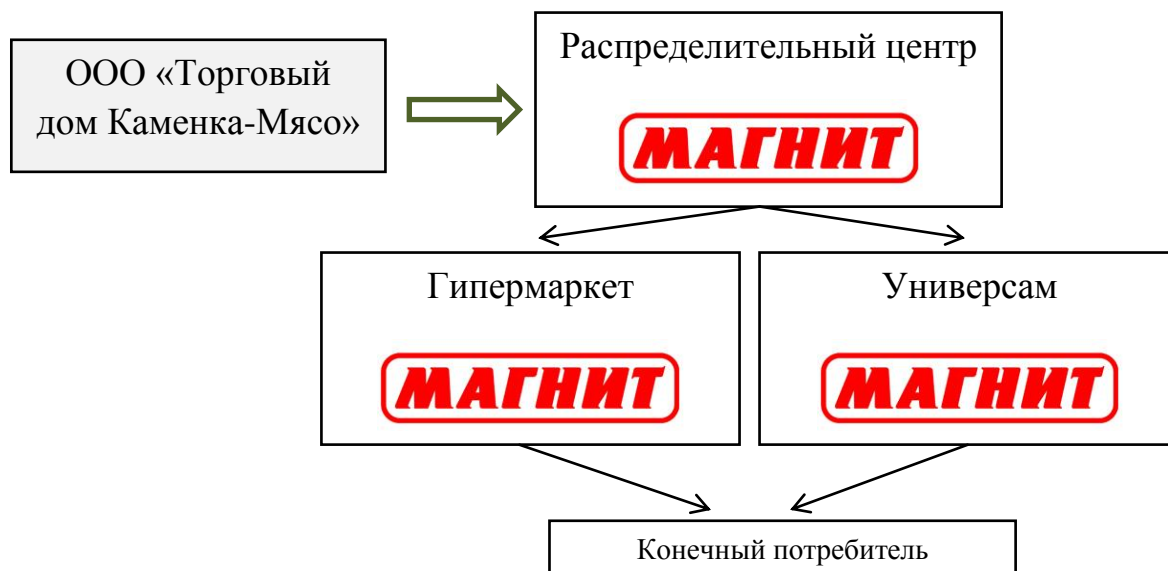 ООО «Торговый
дом Каменка-Мясо»
Распределительный центр
МАГНИТ
Гипермаркет
МАГНИТ
Универсам
МАГНИТ
Конечный потребитель